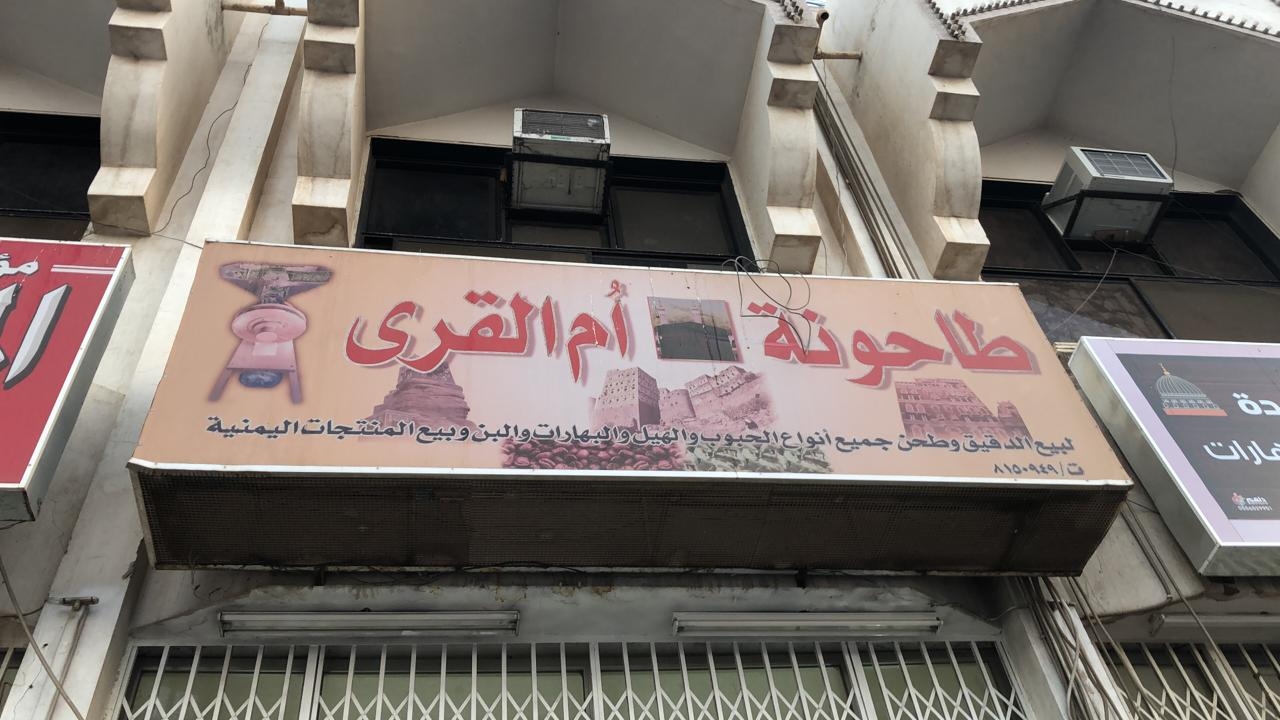 طاحونة أم القرى
لبيع الدقيق وطحن جميع أنواع الحبوب والهيل والبهارات والبن وبيع المنتجات اليمنية
ت/ ٨١٥٠٩٤٩